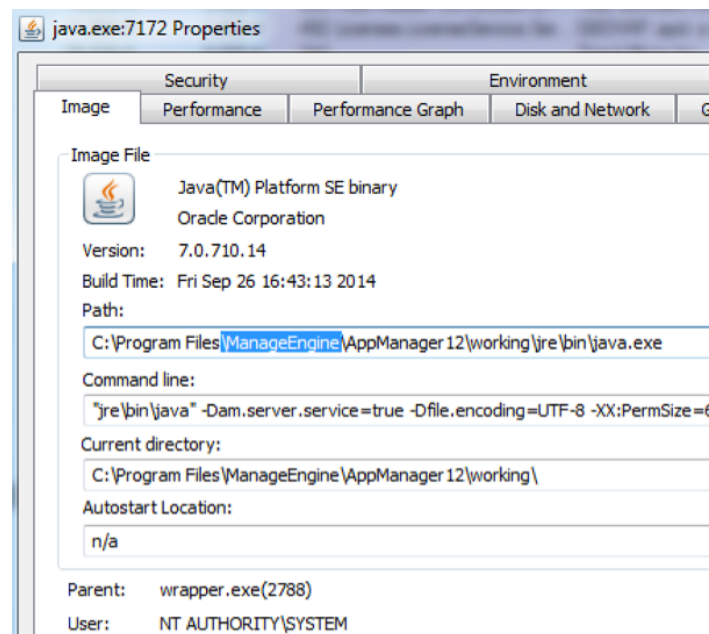 java.exe:7172 Properties
Security Environment
Image Performance Performance Graph Disk and Network G
Image File
Java(TM) Platform SE binary
Oracle Corporation
Version: 7.0.710.14
Build Time: Fri Sep 26 16:43:13 2014
Path:
C:\Program Files\ManageEngine\AppManager12\working\jre\bin\java.exe
Command line:
"jre\bin\java" -Dam.server.service=true -Dfile.encoding=UTF-8 -XX:PermSize=6
Current directory:
C:\Program Files\ManageEngine\AppManager12\working\
Autostart Location:
n/a
Parent: wrapper.exe(2788)
User: NT AUTHORITY\SYSTEM